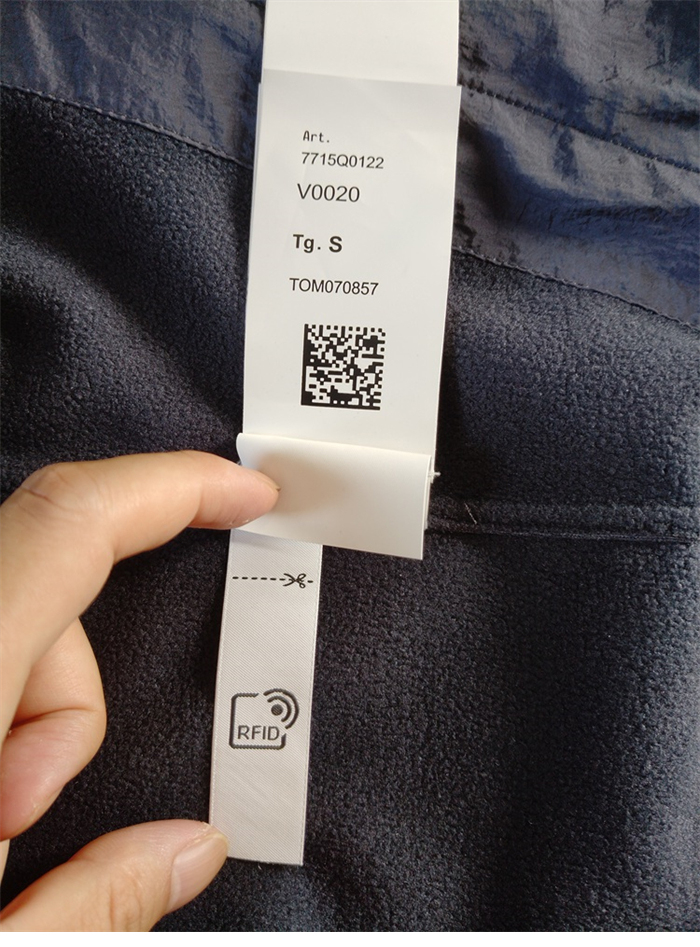 Art.
7715Q0122
V0020
Tg. S
TOM070857
RFID